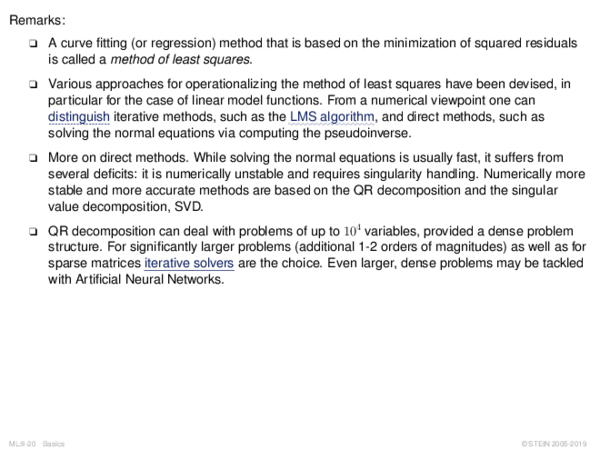 Remarks:
❑ A curve fitting (or regression) method that is based on the minimization of squared residuals
is called a method of least squares.
❑ Various approaches for operationalizing the method of least squares have been devised, in
particular for the case of linear model functions. From a numerical viewpoint one can
distinguish iterative methods, such as the LMS algorithm, and direct methods, such as
solving the normal equations via computing the pseudoinverse.
❑ More on direct methods. While solving the normal equations is usually fast, it suffers from
several deficits: it is numerically unstable and requires singularity handling. Numerically more
stable and more accurate methods are based on the QR decomposition and the singular
value decomposition, SVD.
❑ QR decomposition can deal with problems of up to 10⁴ variables, provided a dense problem
structure. For significantly larger problems (additional 1-2 orders of magnitudes) as well as for
sparse matrices iterative solvers are the choice. Even larger, dense problems may be tackled
with Artificial Neural Networks.
ML:II-20 Basics ©STEIN 2005-2019